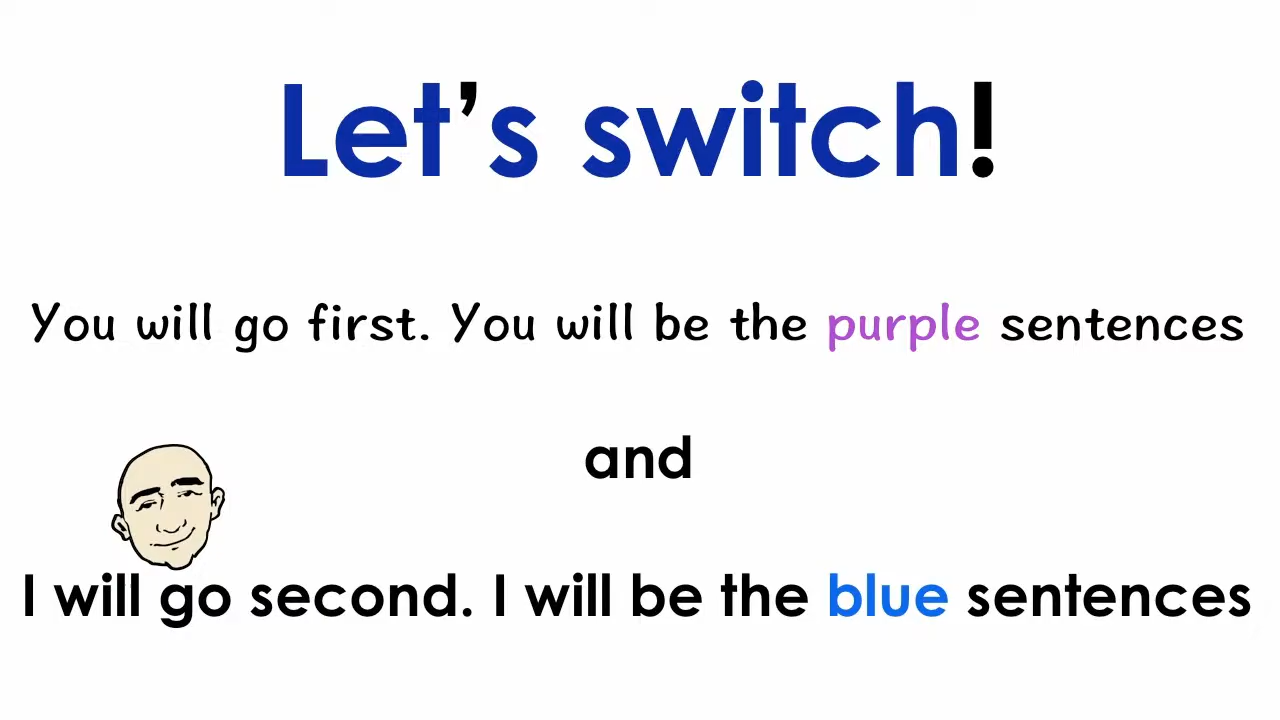 Let’s switch!
You will go first. You will be the purple sentences
and
I will go second. I will be the blue sentences